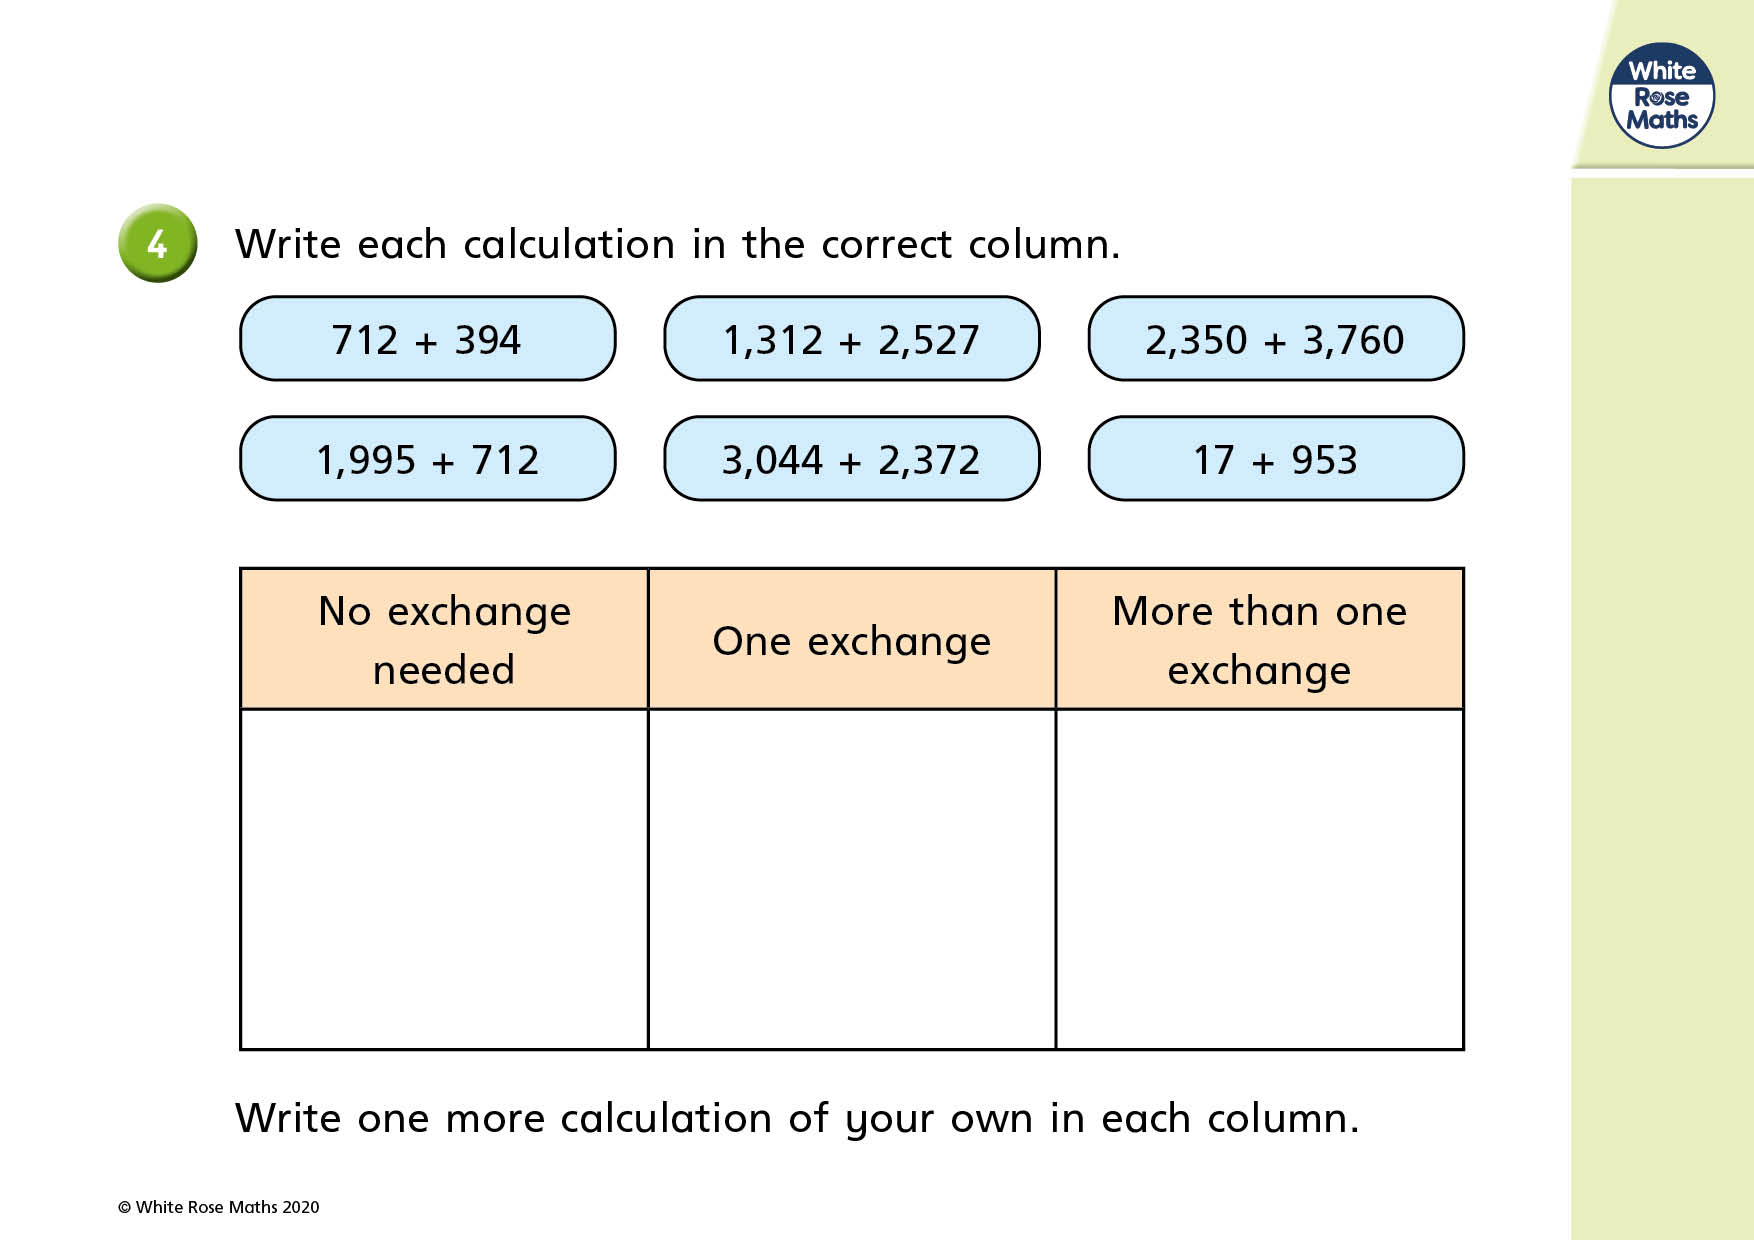 White
Rose
Maths
4 Write each calculation in the correct column.
712 + 394 1,312 + 2,527 2,350 + 3,760
1,995 + 712 3,044 + 2,372 17 + 953
No exchange
needed
One exchange
More than one
exchange
Write one more calculation of your own in each column.
© White Rose Maths 2020